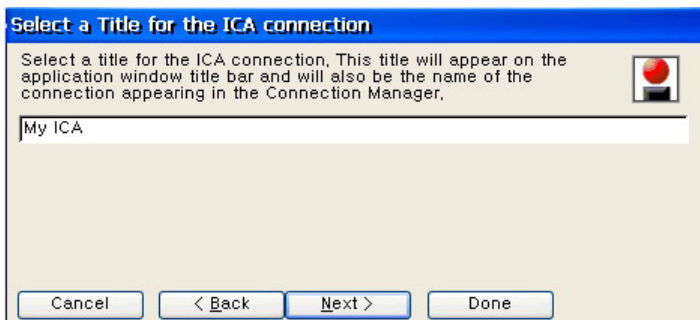 Select a Title for the ICA connection
Select a title for the ICA connection. This title will appear on the
application window title bar and will also be the name of the
connection appearing in the Connection Manager.
My ICA
Cancel
< Back
Next >
Done